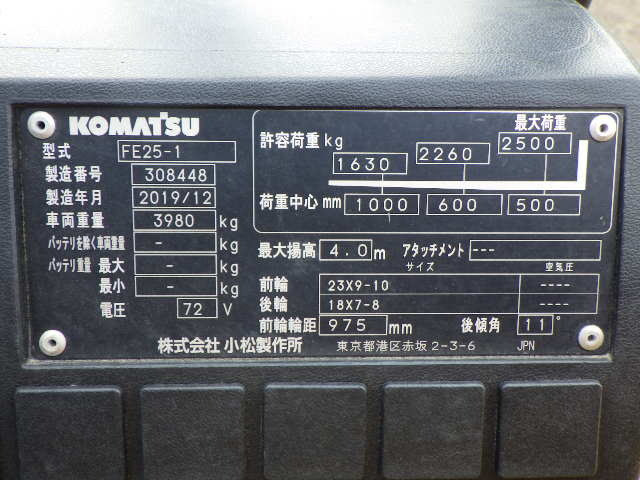 KOMATSU
型式 FE25-1
製造番号 308448
製造年月 2019/12
車両重量 3980 kg
バッテリを除く車両重量 - kg
バッテリ重量 最大 - kg
最小 - kg
電圧 72 V
最大荷重
許容荷重 kg 1630 2260 2500
荷重中心 mm 1000 600 500
最大揚高 4.0 m アタッチメント ---
サイズ 空気圧
前輪 23X9-10 ----
後輪 18X7-8 ----
前輪輪距 975 mm 後傾角 11°
株式会社 小松製作所 東京都港区赤坂 2-3-6 JPN